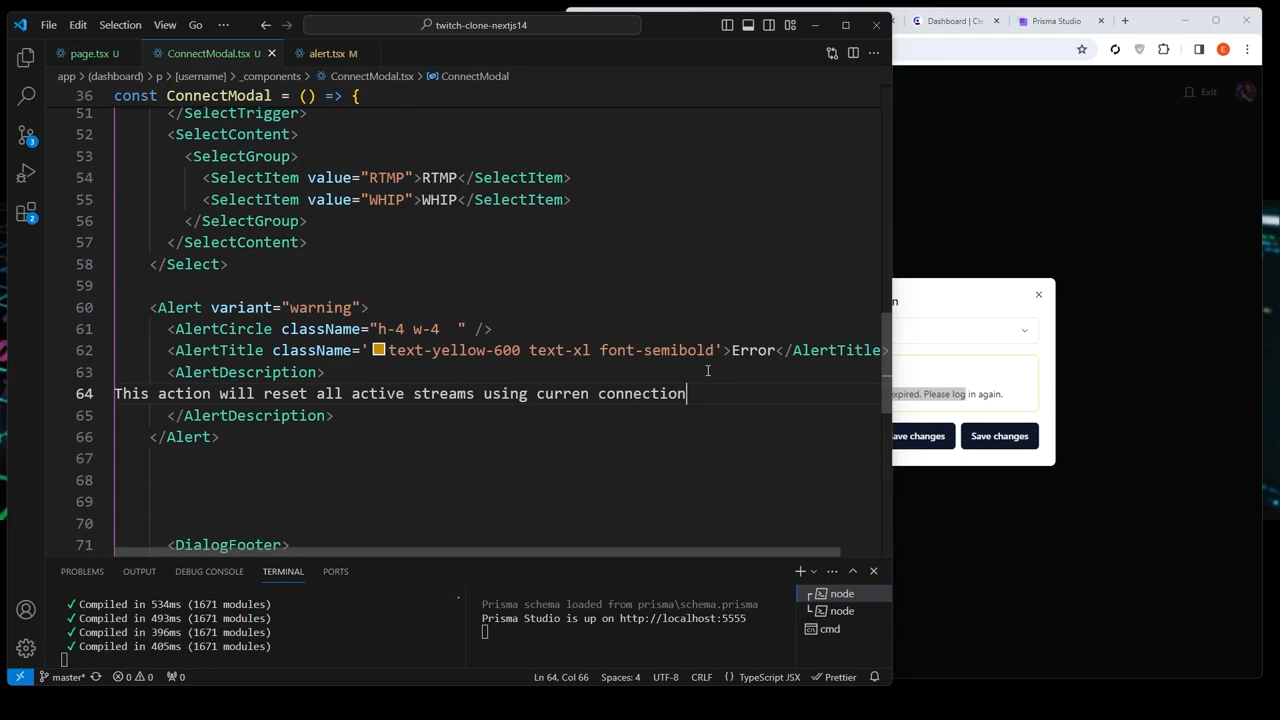 File Edit Selection View Go ··· twitch-clone-nextjs14
Dashboard | Cle Prisma Studio
page.tsx U ConnectModal.tsx U alert.tsx M
app > (dashboard) > p > [username] > _components > ConnectModal.tsx > ConnectModal
36 const ConnectModal = () => {
51 </SelectTrigger>
52 <SelectContent>
53 <SelectGroup>
54 <SelectItem value="RTMP">RTMP</SelectItem>
55 <SelectItem value="WHIP">WHIP</SelectItem>
56 </SelectGroup>
57 </SelectContent>
58 </Select>
59
60 <Alert variant="warning">
61 <AlertCircle className="h-4 w-4  " />
62 <AlertTitle className='text-yellow-600 text-xl font-semibold'>Error</AlertTitle>
63 <AlertDescription>
64 This action will reset all active streams using curren connection
65 </AlertDescription>
66 </Alert>
67
68
69
70
71 <DialogFooter>
Exit
E
n
expired. Please log in again.
ave changes Save changes
PROBLEMS OUTPUT DEBUG CONSOLE TERMINAL PORTS
✓ Compiled in 534ms (1671 modules)
✓ Compiled in 493ms (1671 modules)
✓ Compiled in 396ms (1671 modules)
✓ Compiled in 405ms (1671 modules)
Prisma schema loaded from prisma\schema.prisma
Prisma Studio is up on http://localhost:5555
node
node
cmd
3
2
master* 0 0 0 Ln 64, Col 66 Spaces: 4 UTF-8 CRLF {} TypeScript JSX Prettier